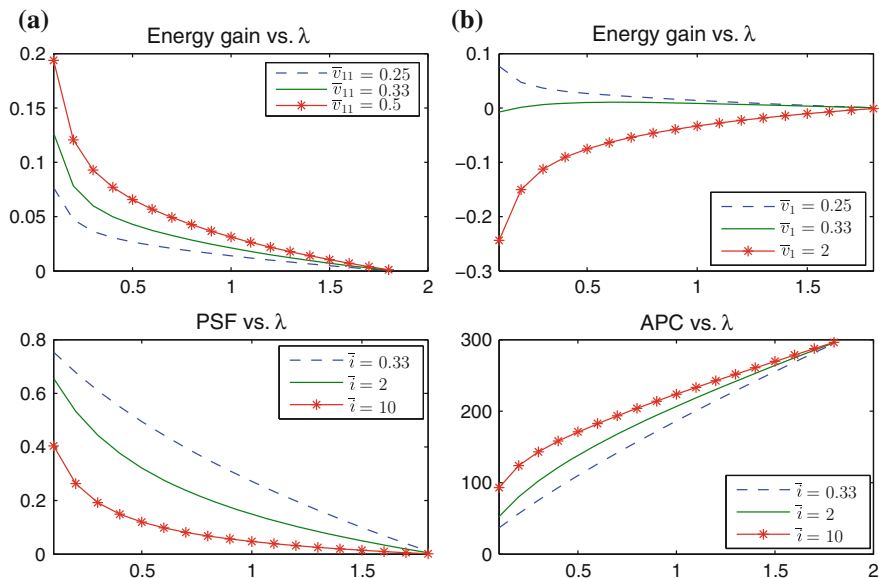 (a)
Energy gain vs. λ
0.2
0.15
0.1
0.05
0
0.5
1
1.5
2
v̅₁₁ = 0.25
v̅₁₁ = 0.33
v̅₁₁ = 0.5
(b)
Energy gain vs. λ
0.1
0
−0.1
−0.2
−0.3
0.5
1
1.5
v̅₁ = 0.25
v̅₁ = 0.33
v̅₁ = 2
PSF vs. λ
0.8
0.6
0.4
0.2
0
0.5
1
1.5
i̅ = 0.33
i̅ = 2
i̅ = 10
APC vs. λ
300
200
100
0
0.5
1
1.5
2
i̅ = 0.33
i̅ = 2
i̅ = 10